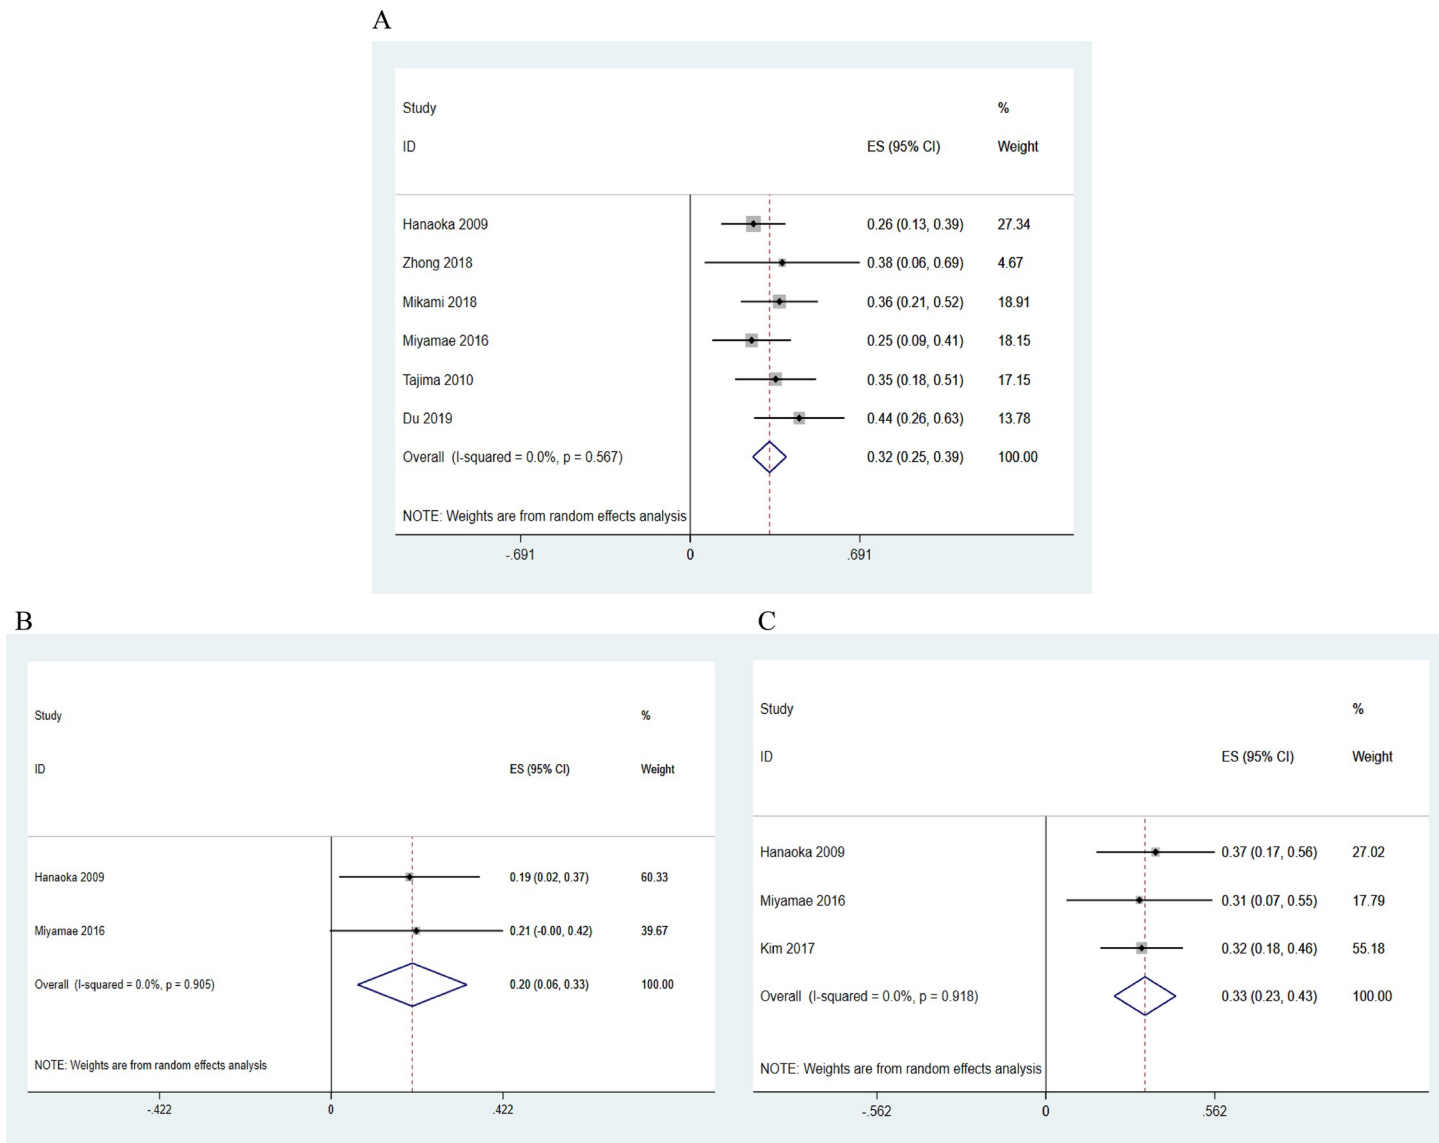 A
Study %
ID ES (95% CI) Weight
Hanaoka 2009 0.26 (0.13, 0.39) 27.34
Zhong 2018 0.38 (0.06, 0.69) 4.67
Mikami 2018 0.36 (0.21, 0.52) 18.91
Miyamae 2016 0.25 (0.09, 0.41) 18.15
Tajima 2010 0.35 (0.18, 0.51) 17.15
Du 2019 0.44 (0.26, 0.63) 13.78
Overall (I-squared = 0.0%, p = 0.567) 0.32 (0.25, 0.39) 100.00
NOTE: Weights are from random effects analysis
-.691 0 .691
B
Study %
ID ES (95% CI) Weight
Hanaoka 2009 0.19 (0.02, 0.37) 60.33
Miyamae 2016 0.21 (-0.00, 0.42) 39.67
Overall (I-squared = 0.0%, p = 0.905) 0.20 (0.06, 0.33) 100.00
NOTE: Weights are from random effects analysis
-.422 0 .422
C
Study %
ID ES (95% CI) Weight
Hanaoka 2009 0.37 (0.17, 0.56) 27.02
Miyamae 2016 0.31 (0.07, 0.55) 17.79
Kim 2017 0.32 (0.18, 0.46) 55.18
Overall (I-squared = 0.0%, p = 0.918) 0.33 (0.23, 0.43) 100.00
NOTE: Weights are from random effects analysis
-.562 0 .562